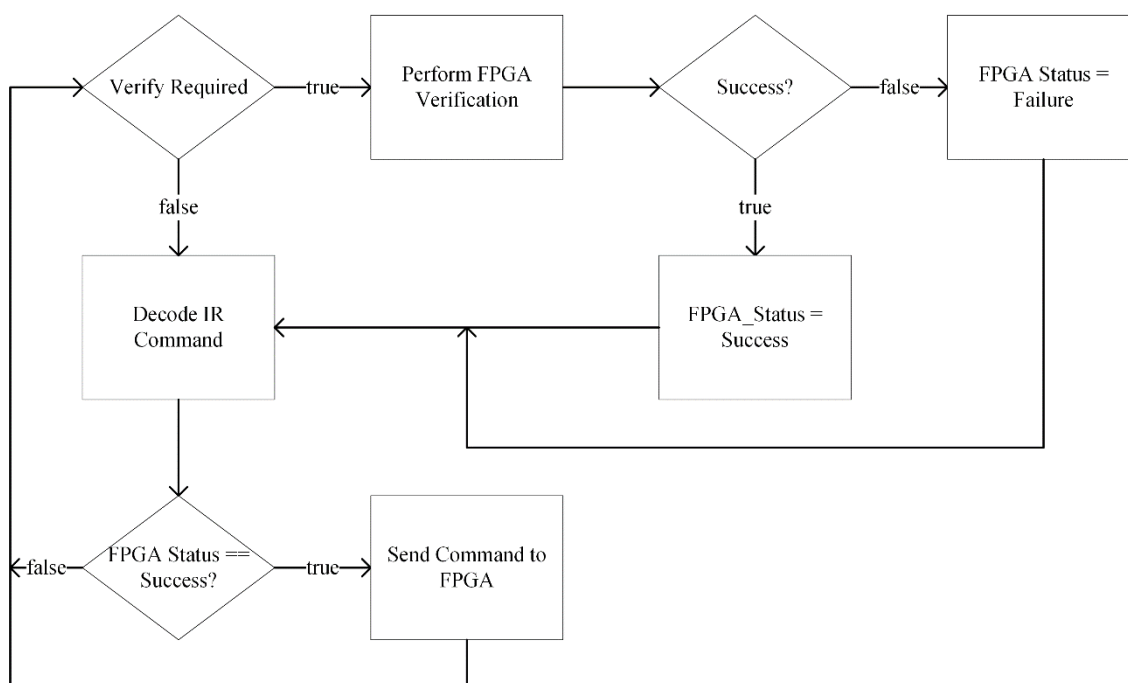 Verify Required
true
Perform FPGA
Verification
Success?
false
FPGA Status =
Failure
false
true
Decode IR
Command
FPGA_Status =
Success
false
FPGA Status ==
Success?
true
Send Command to
FPGA